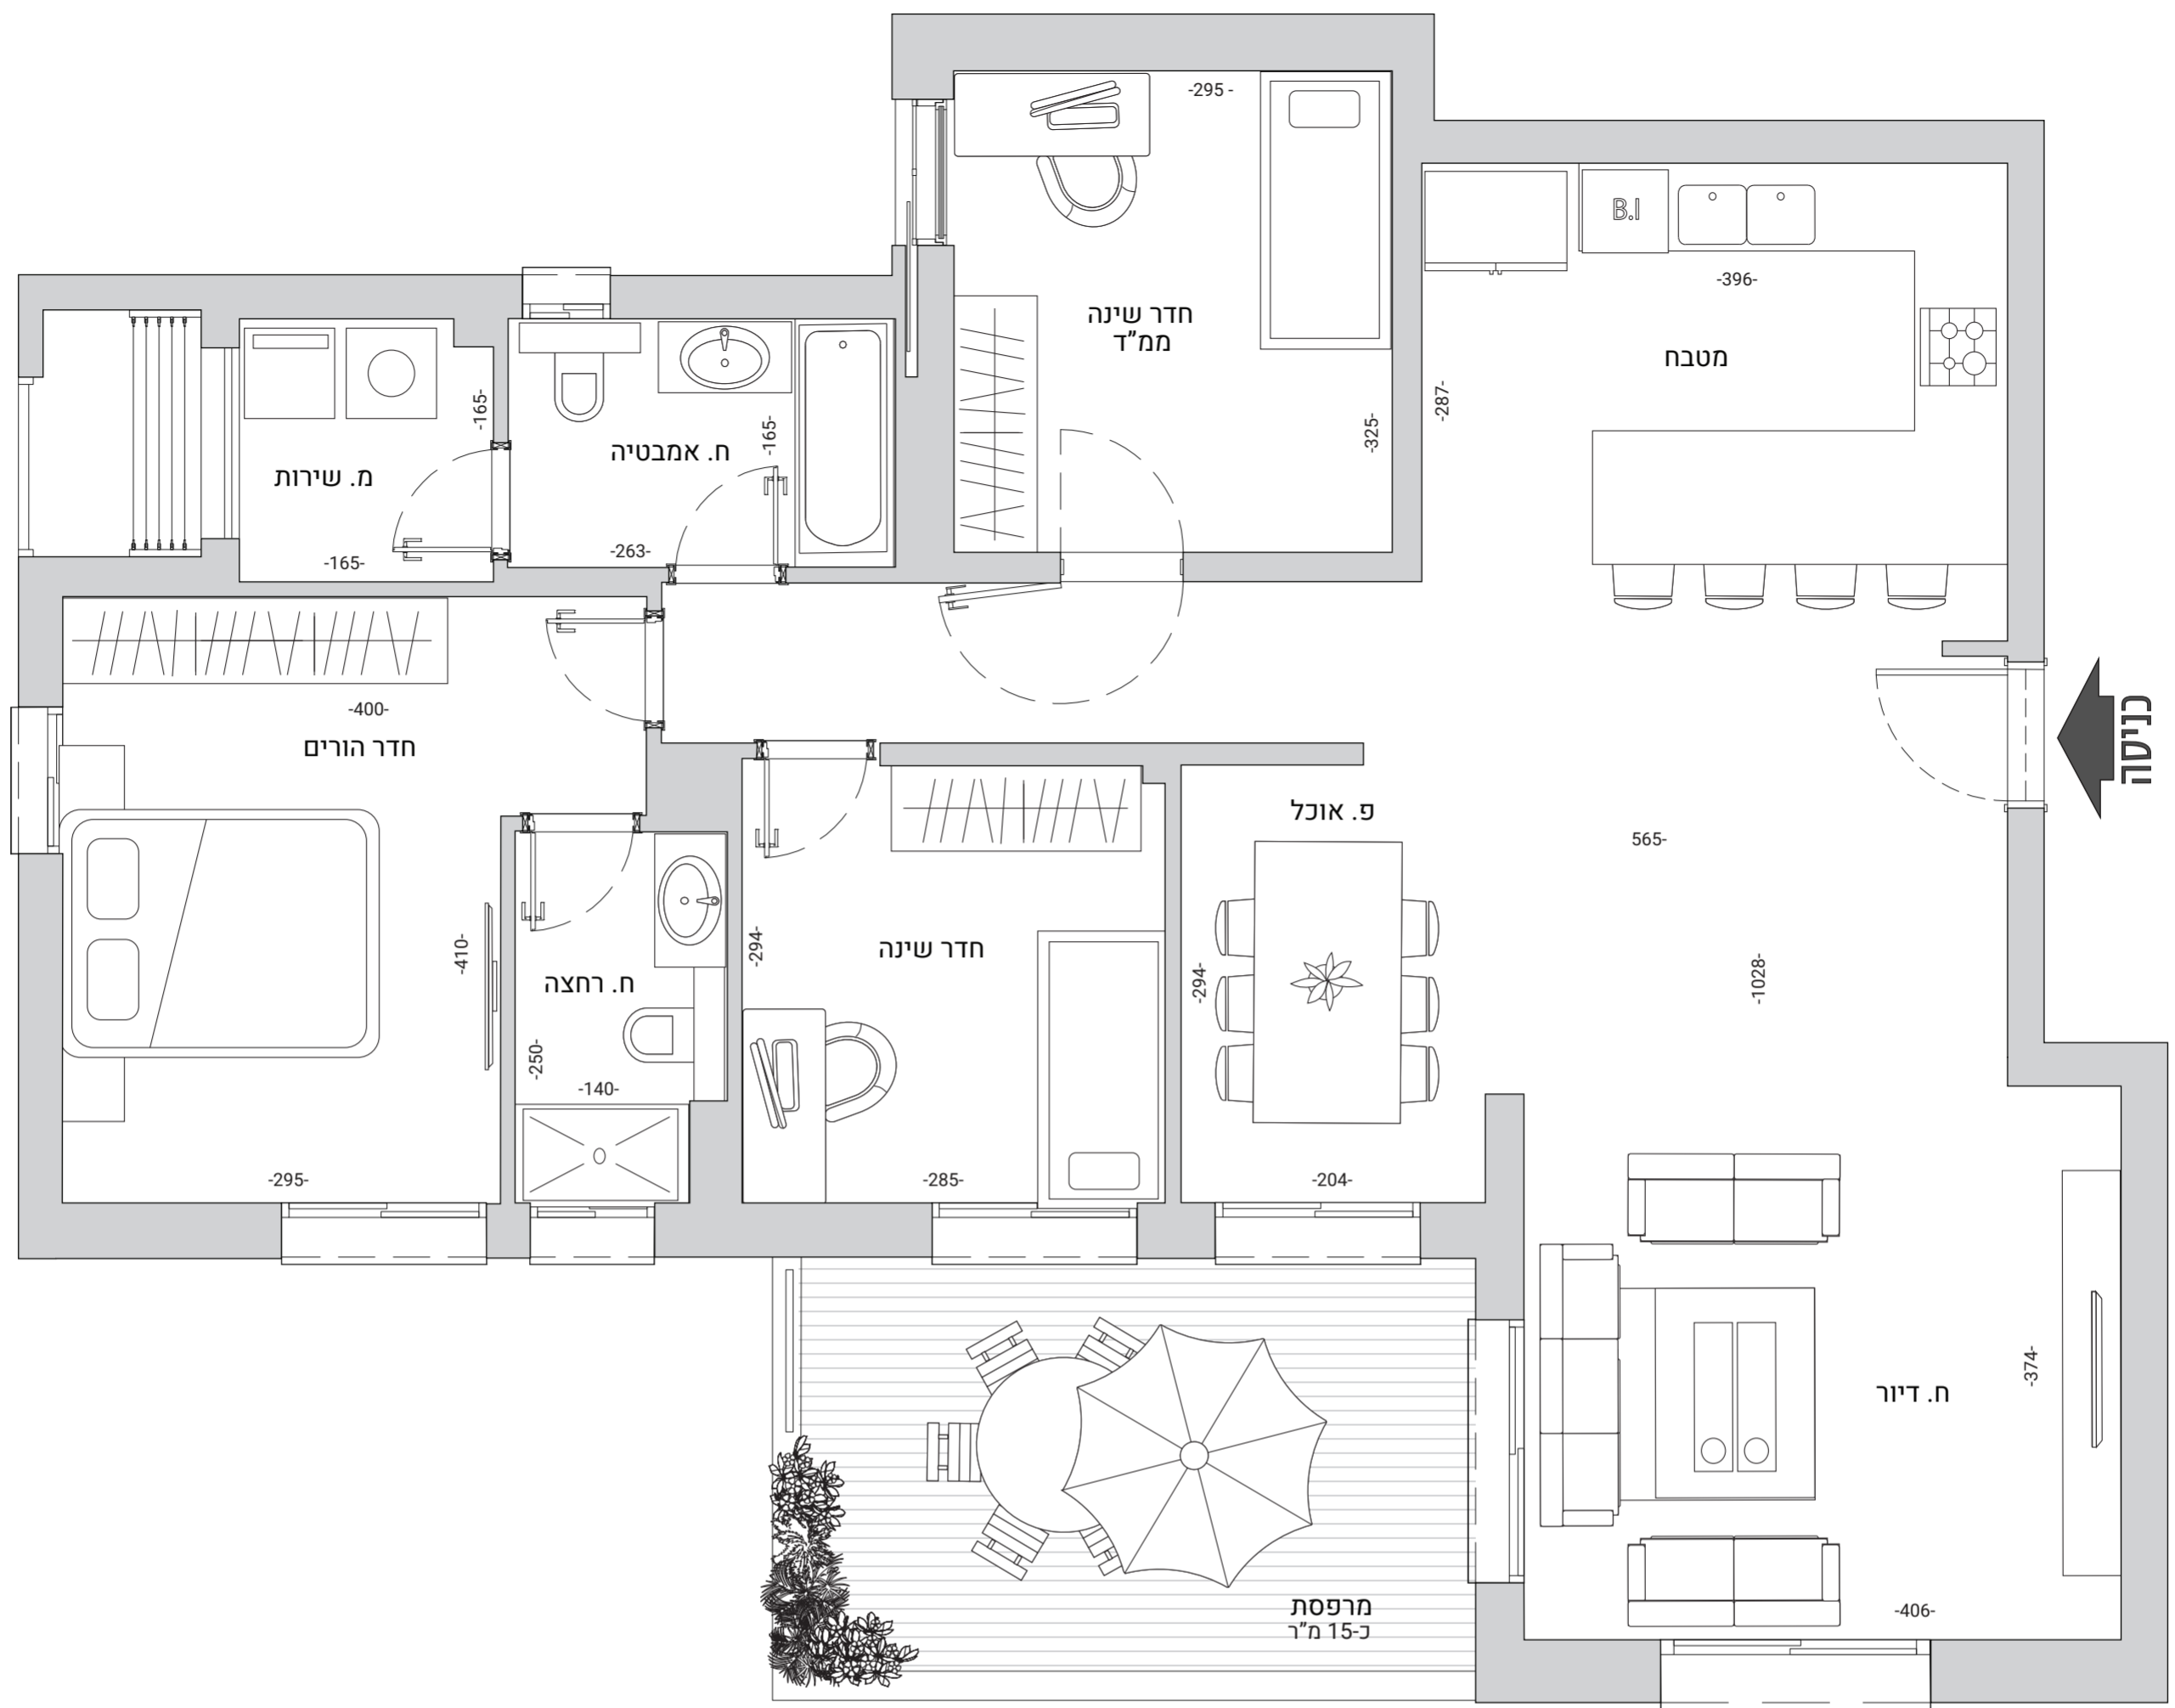 -295 -
B.I
-396-
חדר שינה
ממ"ד
מטבח
-287-
-325-
-165-
-165-
ח. אמבטיה
מ. שירות
-263-
-165-
כניסה
-400-
חדר הורים
פ. אוכל
565-
-410-
-294-
חדר שינה
-294-
-1028-
ח. רחצה
-250-
-140-
-295-
-285-
-204-
-374-
ח. דיור
מרפסת
כ-15 מ"ר
-406-